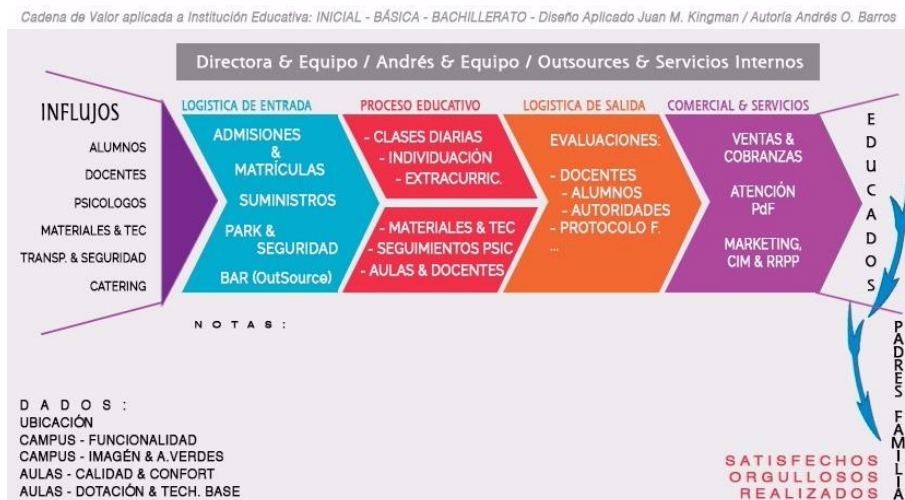 Cadena de Valor aplicada a Institución Educativa: INICIAL - BÁSICA - BACHILLERATO - Diseño Aplicado Juan M. Kingman / Autoría Andrés O. Barros
Directora & Equipo / Andrés & Equipo / Outsources & Servicios Internos
INFLUJOS
ALUMNOS
DOCENTES
PSICOLOGOS
MATERIALES & TEC
TRANSP. & SEGURIDAD
CATERING
LOGISTICA DE ENTRADA
ADMISIONES
&
MATRÍCULAS
SUMINISTROS
PARK &
SEGURIDAD
BAR (OutSource)
PROCESO EDUCATIVO
- CLASES DIARIAS
- INDIVIDUACIÓN
- EXTRACURRIC.
- MATERIALES & TEC
- SEGUIMIENTOS PSIC
- AULAS & DOCENTES
LOGISTICA DE SALIDA
EVALUACIONES:
- DOCENTES
- ALUMNOS
- AUTORIDADES
- PROTOCOLO F.
...
COMERCIAL & SERVICIOS
VENTAS &
COBRANZAS
ATENCIÓN
PdF
MARKETING,
CIM & RRPP
EDUCADOS
PADRES FAMILIA
NOTAS:
DADOS:
UBICACIÓN
CAMPUS - FUNCIONALIDAD
CAMPUS - IMAGÉN & A.VERDES
AULAS - CALIDAD & CONFORT
AULAS - DOTACIÓN & TECH. BASE
SATISFECHOS
ORGULLOSOS
REALIZADOS